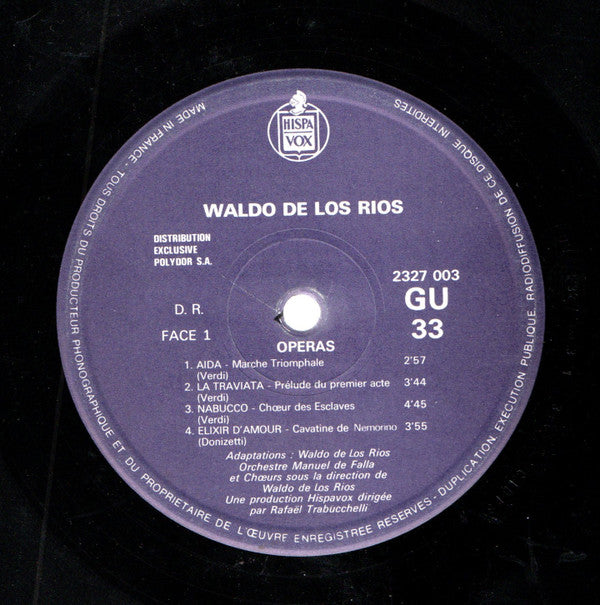 HISPA
VOX
WALDO DE LOS RIOS
DISTRIBUTION
EXCLUSIVE
POLYDOR S.A.
2327 003
GU
33
D. R.
FACE 1
OPERAS
1. AIDA - Marche Triomphale 2'57
(Verdi)
2. LA TRAVIATA - Prélude du premier acte 3'44
(Verdi)
3. NABUCCO - Chœur des Esclaves 4'45
(Verdi)
4. ELIXIR D'AMOUR - Cavatine de Nemorino 3'55
(Donizetti)
Adaptations : Waldo de Los Rios
Orchestre Manuel de Falla
et Chœurs sous la direction de
Waldo de Los Rios
Une production Hispavox dirigée
par Rafaël Trabucchelli
MADE IN FRANCE - TOUS DROITS DU PRODUCTEUR PHONOGRAPHIQUE ET DU PROPRIETAIRE DE L'ŒUVRE ENREGISTREE RESERVES - DUPLICATION, EXECUTION PUBLIQUE, RADIODIFFUSION DE CE DISQUE INTERDITES